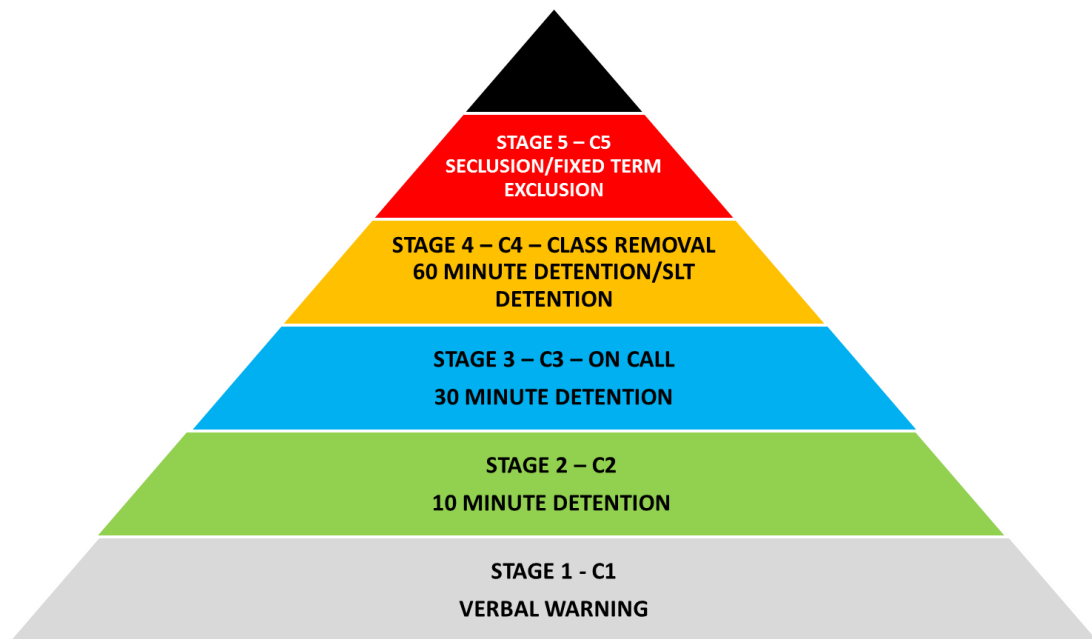 STAGE 5 – C5
SECLUSION/FIXED TERM
EXCLUSION
STAGE 4 – C4 – CLASS REMOVAL
60 MINUTE DETENTION/SLT
DETENTION
STAGE 3 – C3 – ON CALL
30 MINUTE DETENTION
STAGE 2 – C2
10 MINUTE DETENTION
STAGE 1 - C1
VERBAL WARNING